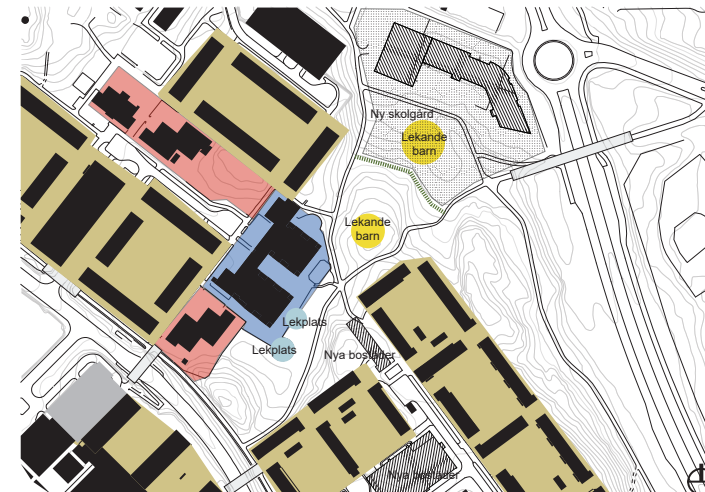 Ny skolgård
Lekande
barn
Lekande
barn
Lekplats
Lekplats
Nya bostäder
Nya bostäder